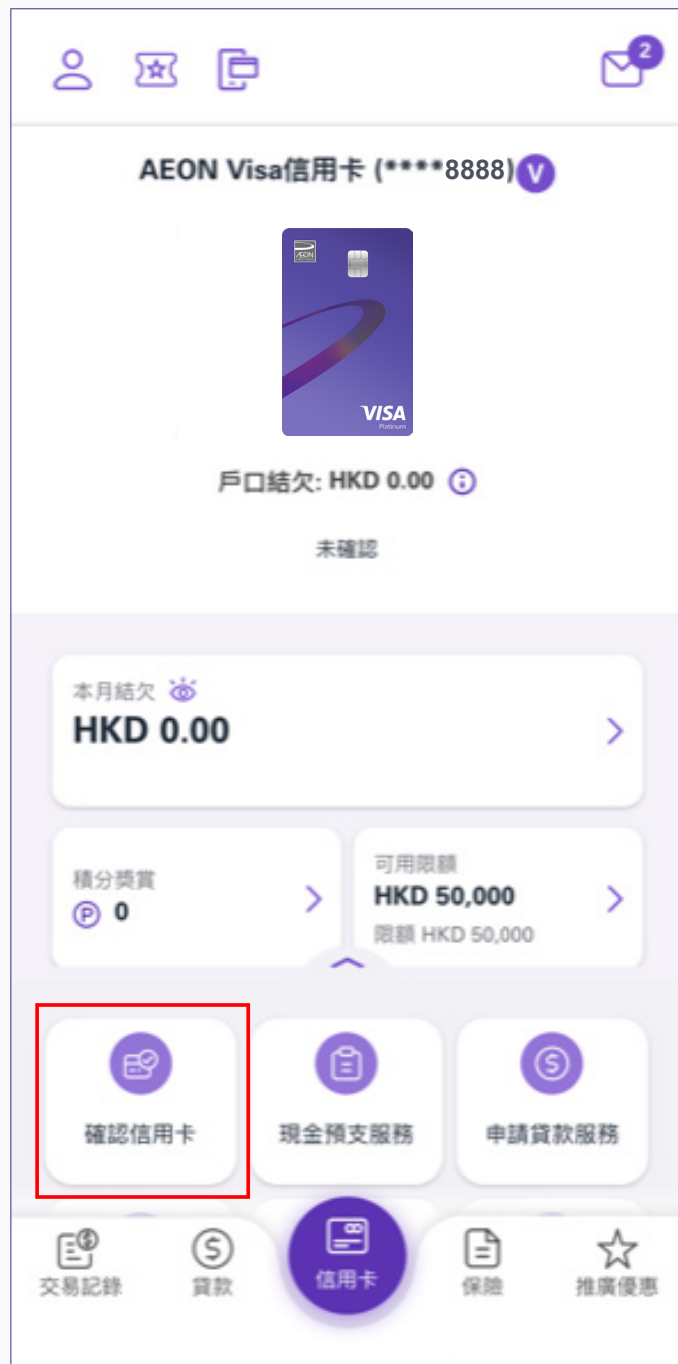 2
AEON Visa信用卡 (****8888) V
AEON
VISA
Platinum
戶口結欠: HKD 0.00
未確認
本月結欠
HKD 0.00
積分獎賞
P 0
可用限額
HKD 50,000
限額 HKD 50,000
確認信用卡
現金預支服務
申請貸款服務
交易記錄
貸款
信用卡
保險
推廣優惠